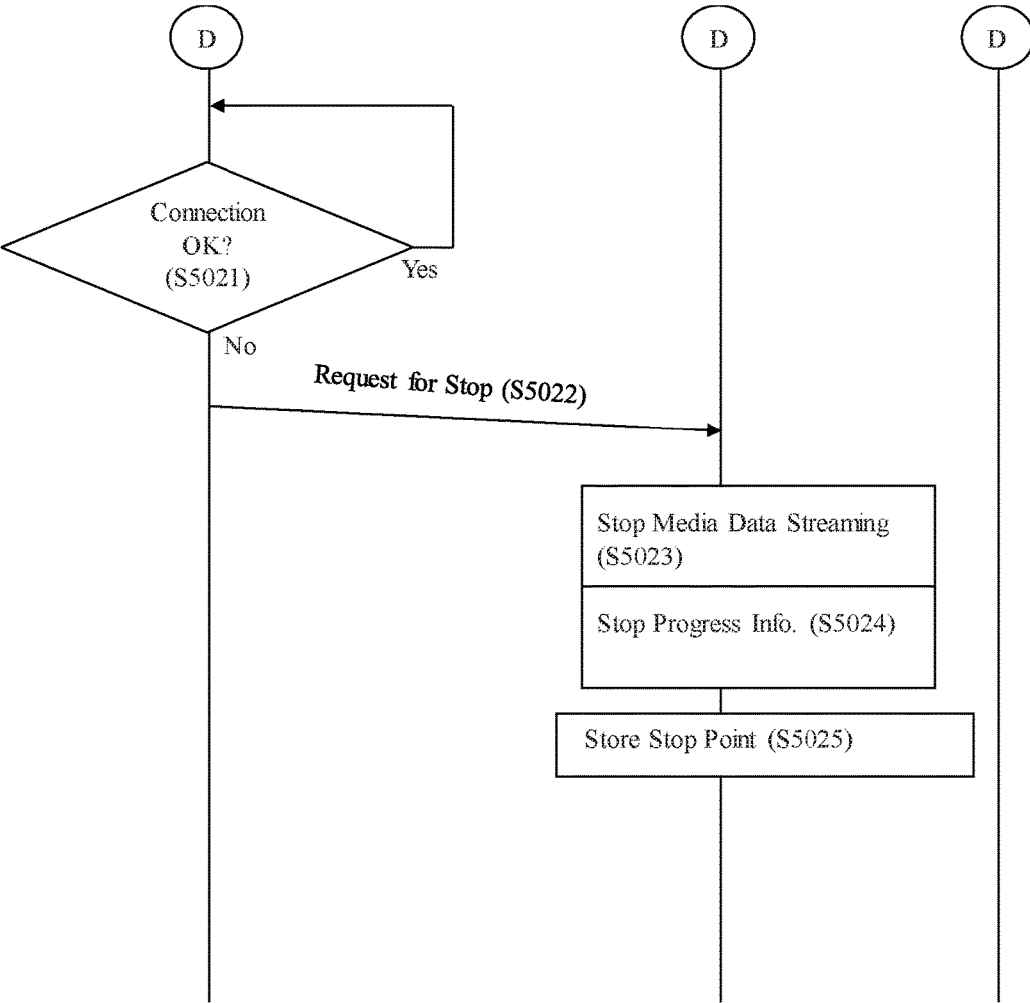 D
D
D
Connection
OK?
(S5021)
Yes
No
Request for Stop (S5022)
Stop Media Data Streaming
(S5023)
Stop Progress Info. (S5024)
Store Stop Point (S5025)